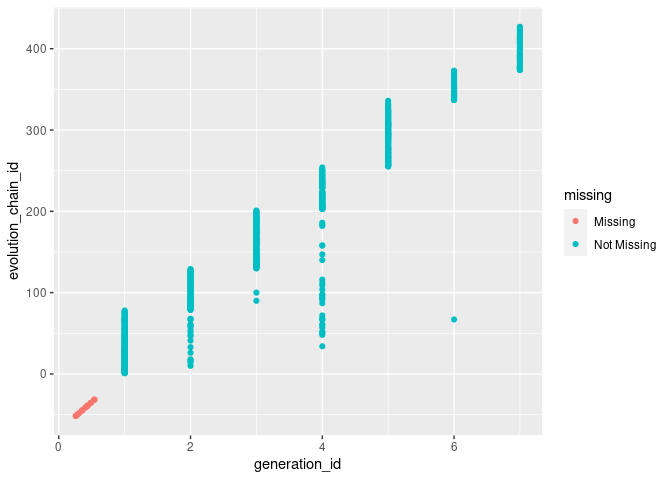 400
300
200
100
0
evolution_chain_id
0
2
4
6
generation_id
missing
Missing
Not Missing